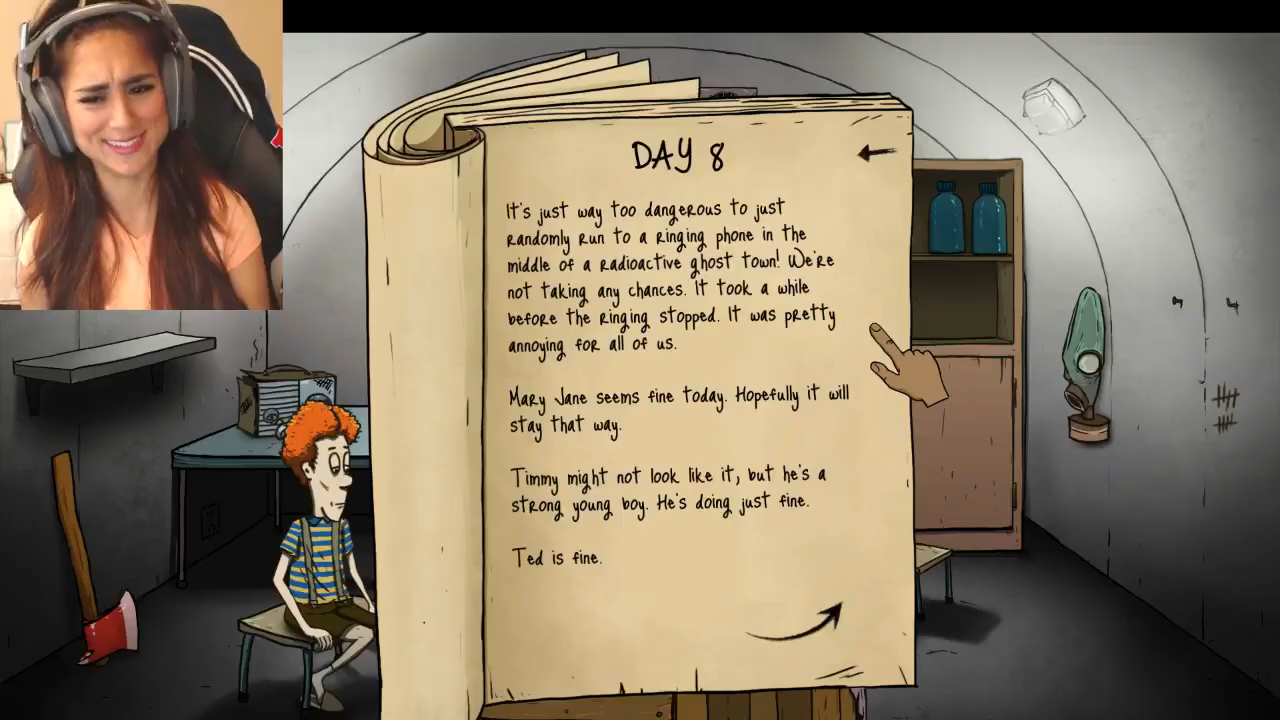 DAY 8
It's just way too dangerous to just
randomly run to a ringing phone in the
middle of a radioactive ghost town! We're
not taking any chances. It took a while
before the ringing stopped. It was pretty
annoying for all of us.
Mary Jane seems fine today. Hopefully it will
stay that way.
Timmy might not look like it, but he's a
strong young boy. He's doing just fine.
Ted is fine.